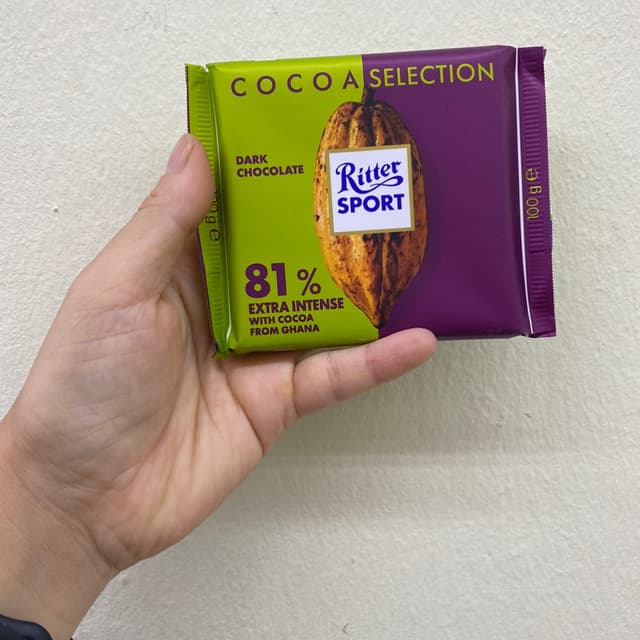 COCOA SELECTION
DARK
CHOCOLATE
Ritter
SPORT
81%
EXTRA INTENSE
WITH COCOA
FROM GHANA
100 g e